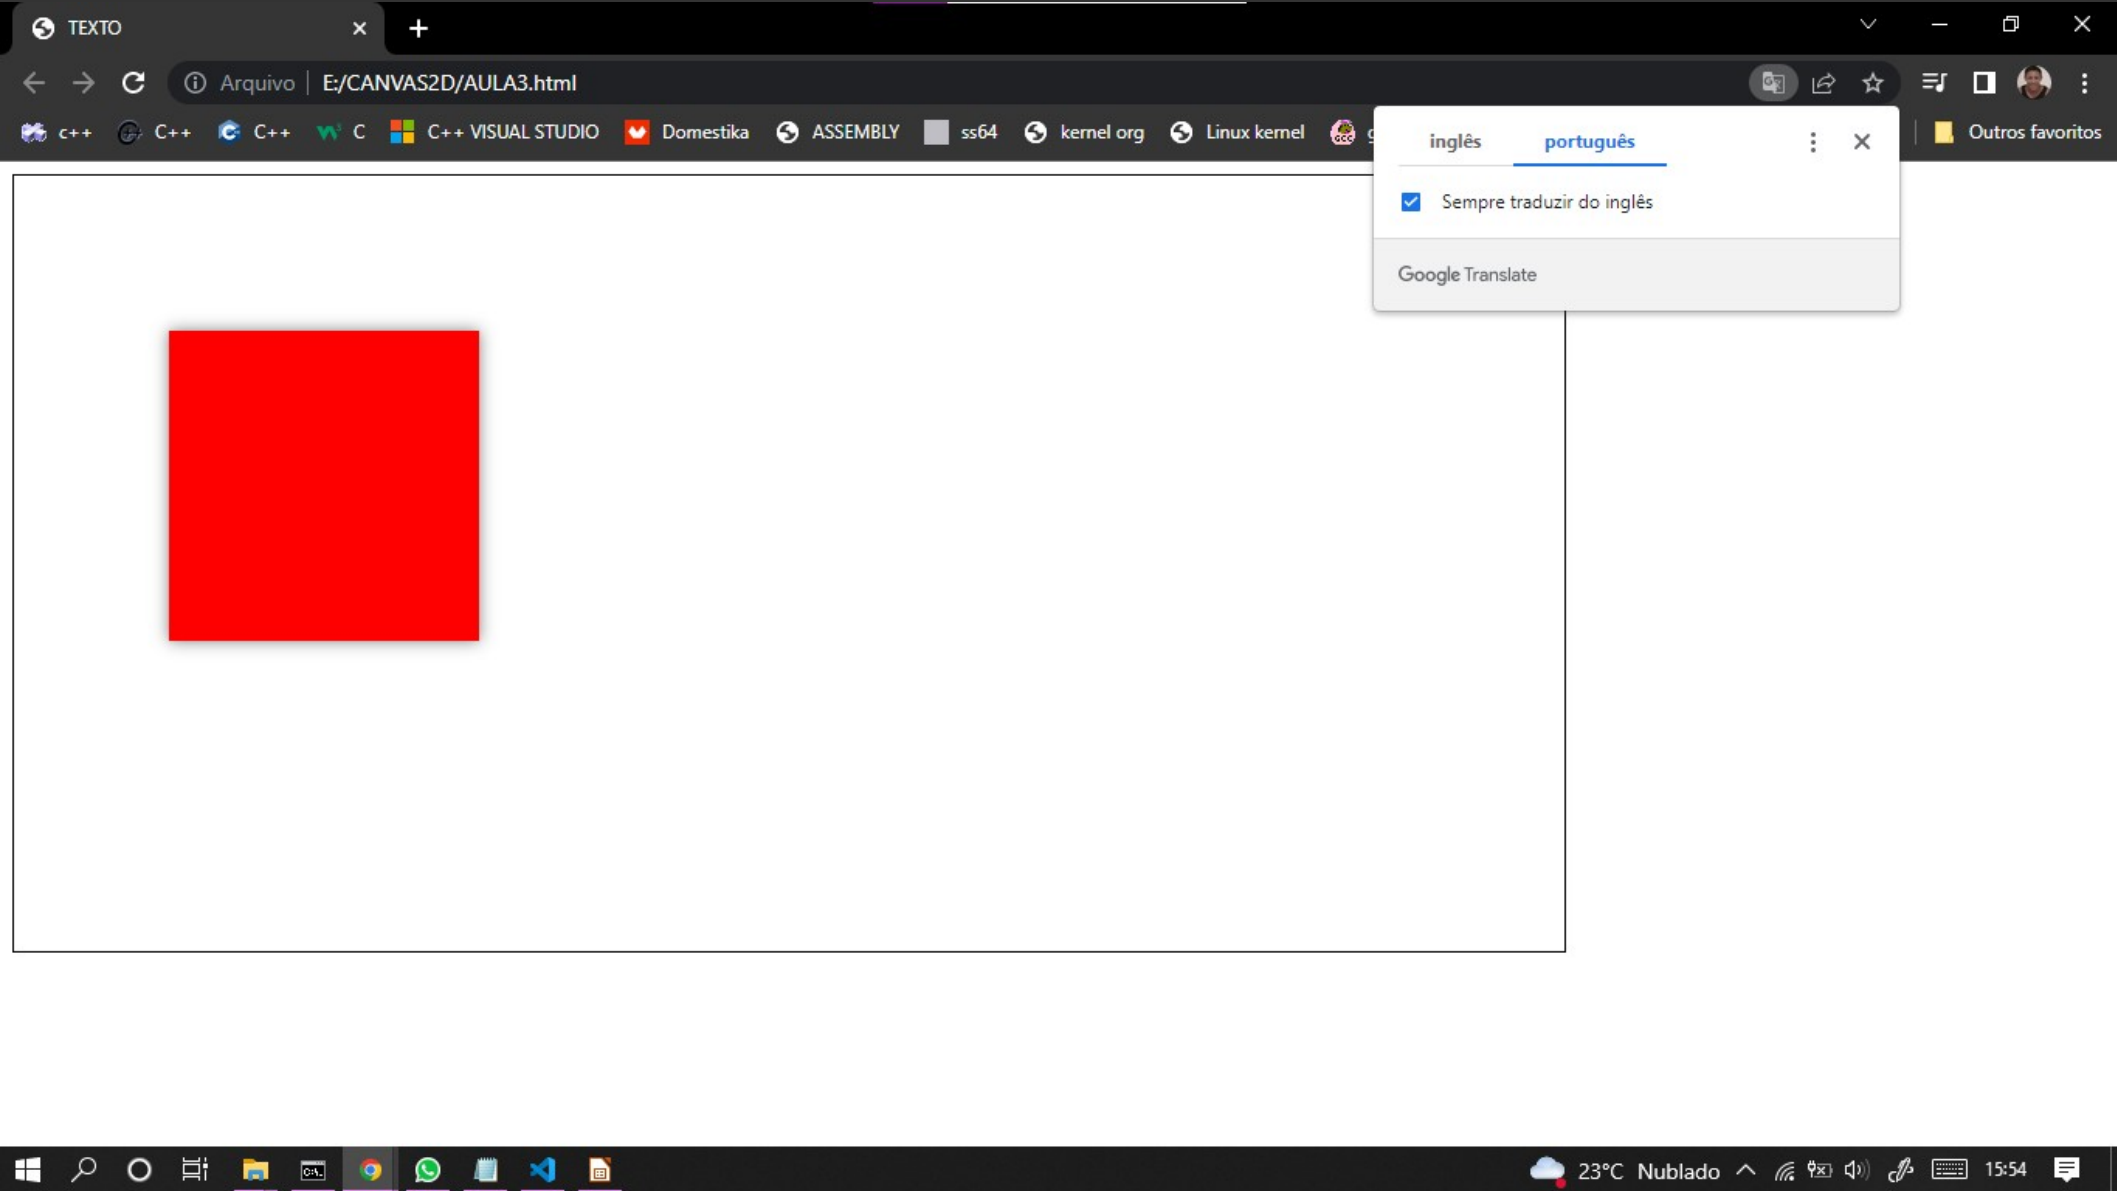 TEXTO
Arquivo E:/CANVAS2D/AULA3.html
c++ C++ C++ C C++ VISUAL STUDIO Domestika ASSEMBLY ss64 kernel org Linux kernel g Outros favoritos
inglês português
Sempre traduzir do inglês
Google Translate
23°C Nublado 15:54